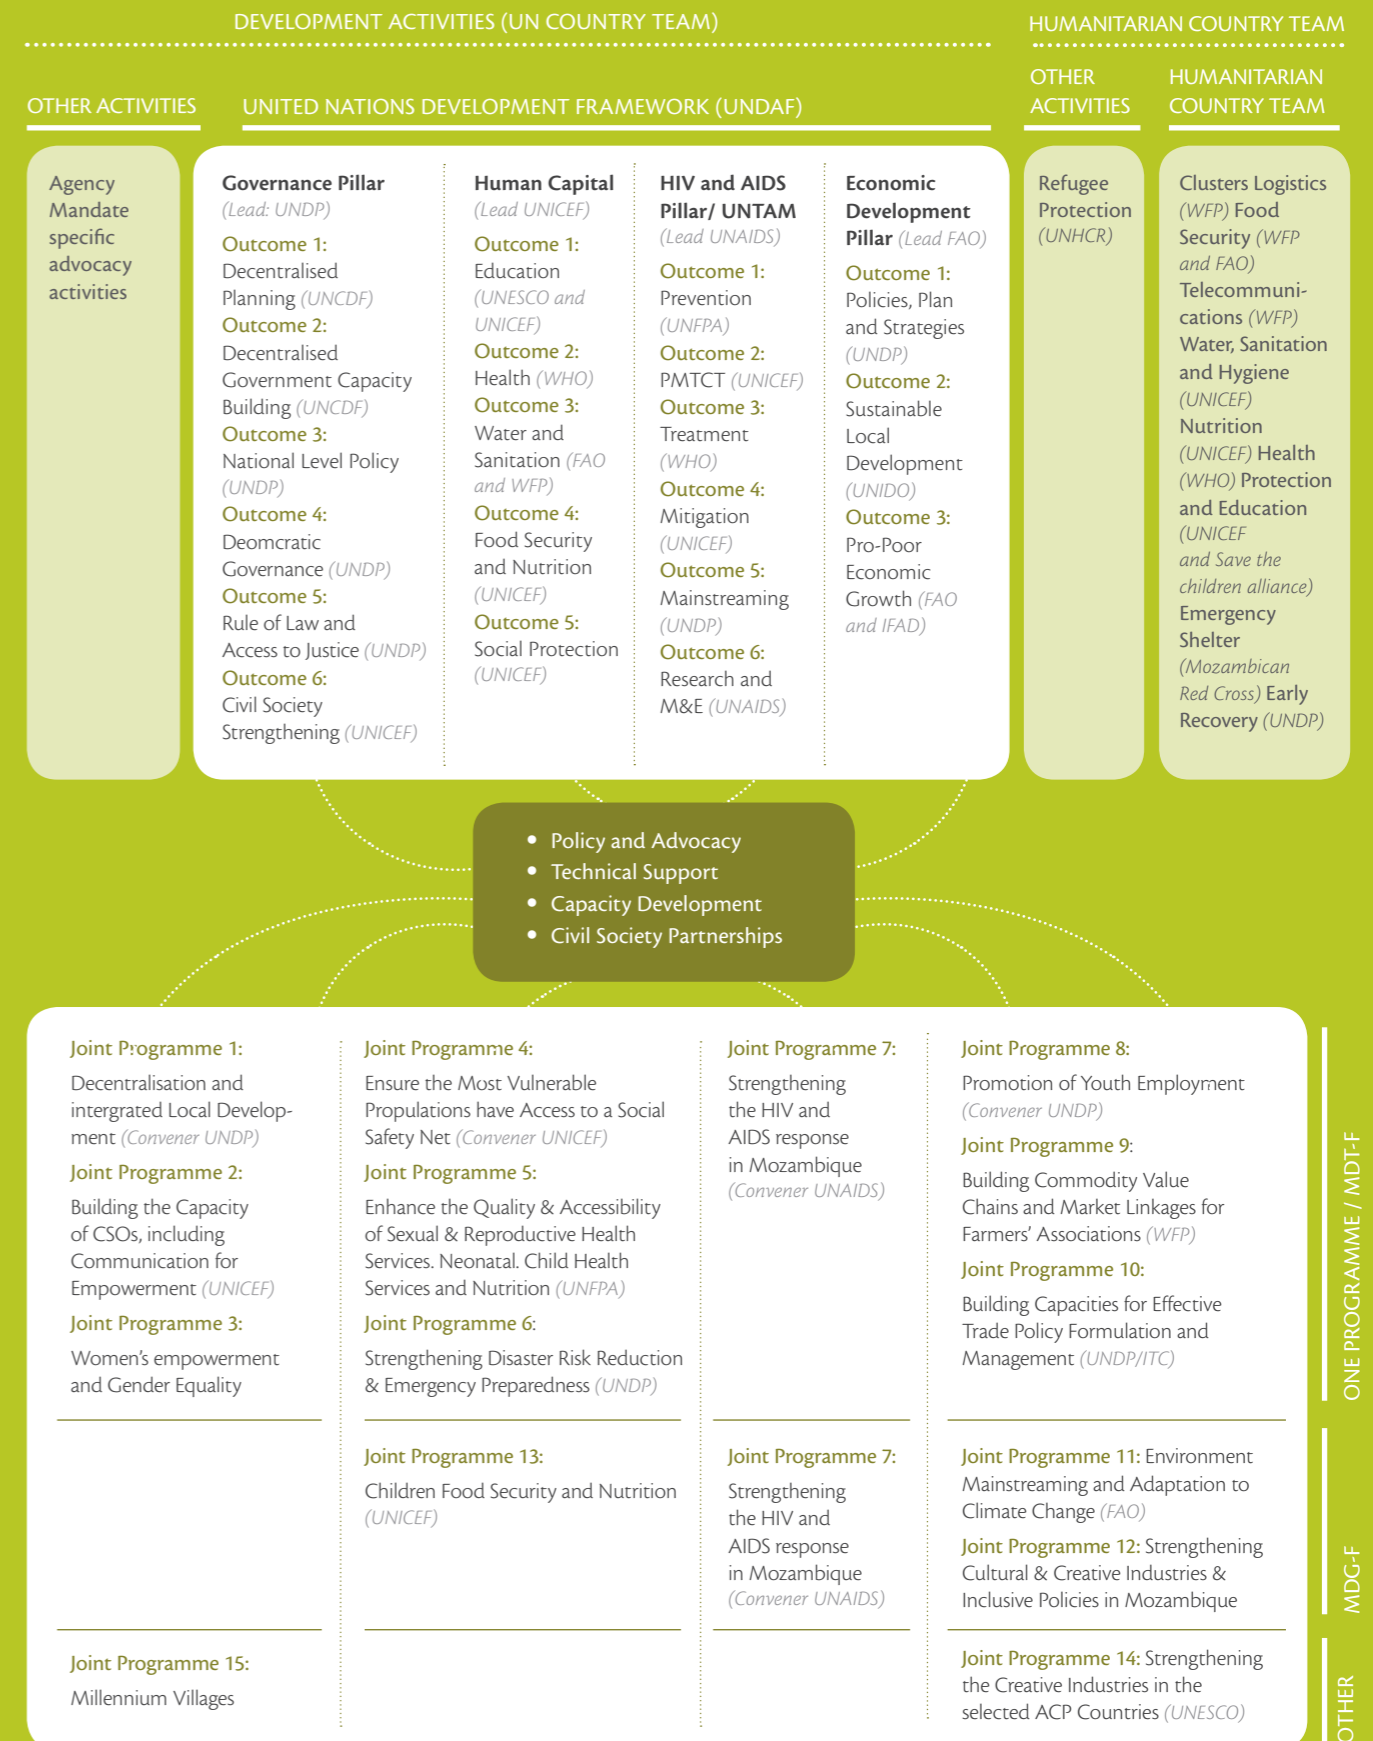 DEVELOPMENT ACTIVITIES (UN COUNTRY TEAM)
HUMANITARIAN COUNTRY TEAM
OTHER ACTIVITIES
UNITED NATIONS DEVELOPMENT FRAMEWORK (UNDAF)
OTHER
ACTIVITIES
HUMANITARIAN
COUNTRY TEAM
Agency
Mandate
specific
advocacy
activities
Governance Pillar
(Lead: UNDP)
Outcome 1:
Decentralised
Planning (UNCDF)
Outcome 2:
Decentralised
Government Capacity
Building (UNCDF)
Outcome 3:
National Level Policy
(UNDP)
Outcome 4:
Deomcratic
Governance (UNDP)
Outcome 5:
Rule of Law and
Access to Justice (UNDP)
Outcome 6:
Civil Society
Strengthening (UNICEF)
Human Capital
(Lead UNICEF)
Outcome 1:
Education
(UNESCO and
UNICEF)
Outcome 2:
Health (WHO)
Outcome 3:
Water and
Sanitation (FAO
and WFP)
Outcome 4:
Food Security
and Nutrition
(UNICEF)
Outcome 5:
Social Protection
(UNICEF)
HIV and AIDS
Pillar/ UNTAM
(Lead UNAIDS)
Outcome 1:
Prevention
(UNFPA)
Outcome 2:
PMTCT (UNICEF)
Outcome 3:
Treatment
(WHO)
Outcome 4:
Mitigation
(UNICEF)
Outcome 5:
Mainstreaming
(UNDP)
Outcome 6:
Research and
M&E (UNAIDS)
Economic
Development
Pillar (Lead FAO)
Outcome 1:
Policies, Plan
and Strategies
(UNDP)
Outcome 2:
Sustainable
Local
Development
(UNIDO)
Outcome 3:
Pro-Poor
Economic
Growth (FAO
and IFAD)
Refugee
Protection
(UNHCR)
Clusters Logistics
(WFP) Food
Security (WFP
and FAO)
Telecommuni-
cations (WFP)
Water, Sanitation
and Hygiene
(UNICEF)
Nutrition
(UNICEF) Health
(WHO) Protection
and Education
(UNICEF
and Save the
children alliance)
Emergency
Shelter
(Mozambican
Red Cross) Early
Recovery (UNDP)
• Policy and Advocacy
• Technical Support
• Capacity Development
• Civil Society Partnerships
Joint Programme 1:
Decentralisation and
intergrated Local Develop-
ment (Convener UNDP)
Joint Programme 2:
Building the Capacity
of CSOs, including
Communication for
Empowerment (UNICEF)
Joint Programme 3:
Women's empowerment
and Gender Equality
Joint Programme 4:
Ensure the Most Vulnerable
Propulations have Access to a Social
Safety Net (Convener UNICEF)
Joint Programme 5:
Enhance the Quality & Accessibility
of Sexual & Reproductive Health
Services. Neonatal. Child Health
Services and Nutrition (UNFPA)
Joint Programme 6:
Strengthening Disaster Risk Reduction
& Emergency Preparedness (UNDP)
Joint Programme 7:
Strengthening
the HIV and
AIDS response
in Mozambique
(Convener UNAIDS)
Joint Programme 8:
Promotion of Youth Employment
(Convener UNDP)
Joint Programme 9:
Building Commodity Value
Chains and Market Linkages for
Farmers' Associations (WFP)
Joint Programme 10:
Building Capacities for Effective
Trade Policy Formulation and
Management (UNDP/ITC)
ONE PROGRAMME / MDT-F
Joint Programme 13:
Children Food Security and Nutrition
(UNICEF)
Joint Programme 7:
Strengthening
the HIV and
AIDS response
in Mozambique
(Convener UNAIDS)
Joint Programme 11: Environment
Mainstreaming and Adaptation to
Climate Change (FAO)
Joint Programme 12: Strengthening
Cultural & Creative Industries &
Inclusive Policies in Mozambique
MDG-F
Joint Programme 15:
Millennium Villages
Joint Programme 14: Strengthening
the Creative Industries in the
selected ACP Countries (UNESCO)
OTHER